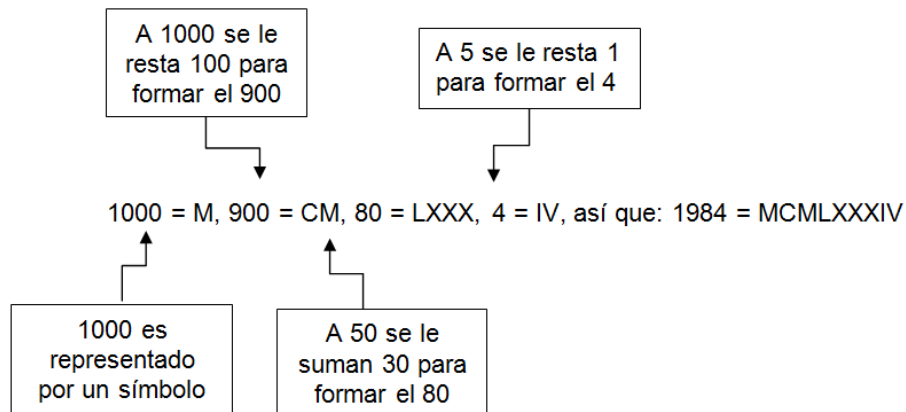 A 1000 se le
resta 100 para
formar el 900
A 5 se le resta 1
para formar el 4
1000 = M, 900 = CM, 80 = LXXX, 4 = IV, así que: 1984 = MCMLXXXIV
1000 es
representado
por un símbolo
A 50 se le
suman 30 para
formar el 80